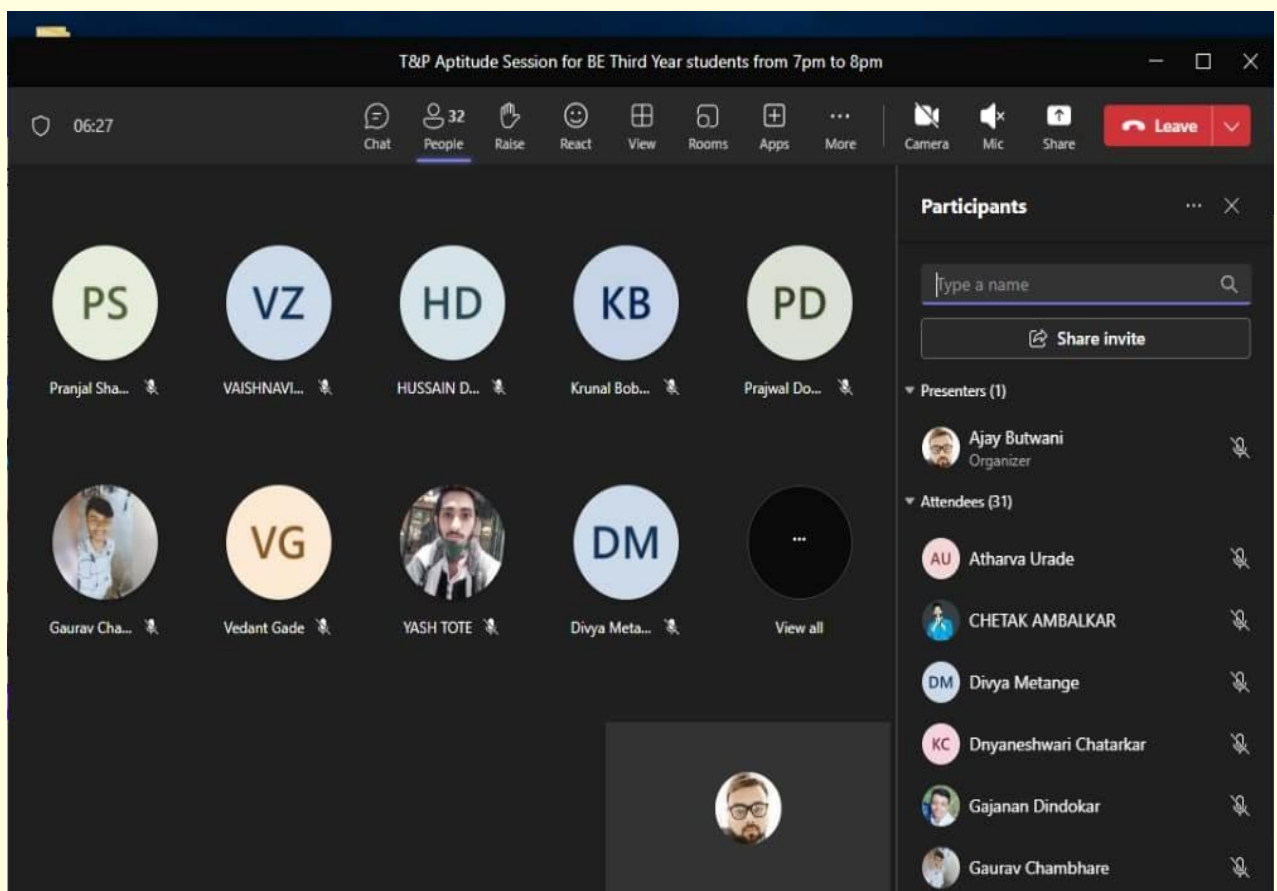 T&P Aptitude Session for BE Third Year students from 7pm to 8pm
06:27
32
Chat People Raise React View Rooms Apps More Camera Mic Share Leave
Participants
Type a name
Share invite
PS VZ HD KB PD
Pranjal Sha... VAISHNAVI... HUSSAIN D... Krunal Bob... Prajwal Do...
Presenters (1)
Ajay Butwani
Organizer
Attendees (31)
VG DM ...
Gaurav Cha... Vedant Gade YASH TOTE Divya Meta... View all
AU Atharva Urade
CHETAK AMBALKAR
DM Divya Metange
KC Dnyaneshwari Chatarkar
Gajanan Dindokar
Gaurav Chambhare